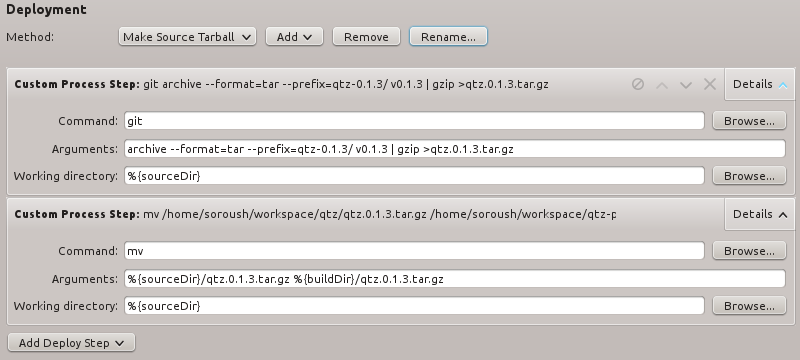 Deployment
Method: Make Source Tarball Add Remove Rename...
Custom Process Step: git archive --format=tar --prefix=qtz-0.1.3/ v0.1.3 | gzip >qtz.0.1.3.tar.gz Details
Command: git Browse...
Arguments: archive --format=tar --prefix=qtz-0.1.3/ v0.1.3 | gzip >qtz.0.1.3.tar.gz
Working directory: %{sourceDir} Browse...
Custom Process Step: mv /home/soroush/workspace/qtz/qtz.0.1.3.tar.gz /home/soroush/workspace/qtz-p Details
Command: mv Browse...
Arguments: %{sourceDir}/qtz.0.1.3.tar.gz %{buildDir}/qtz.0.1.3.tar.gz
Working directory: %{sourceDir} Browse...
Add Deploy Step